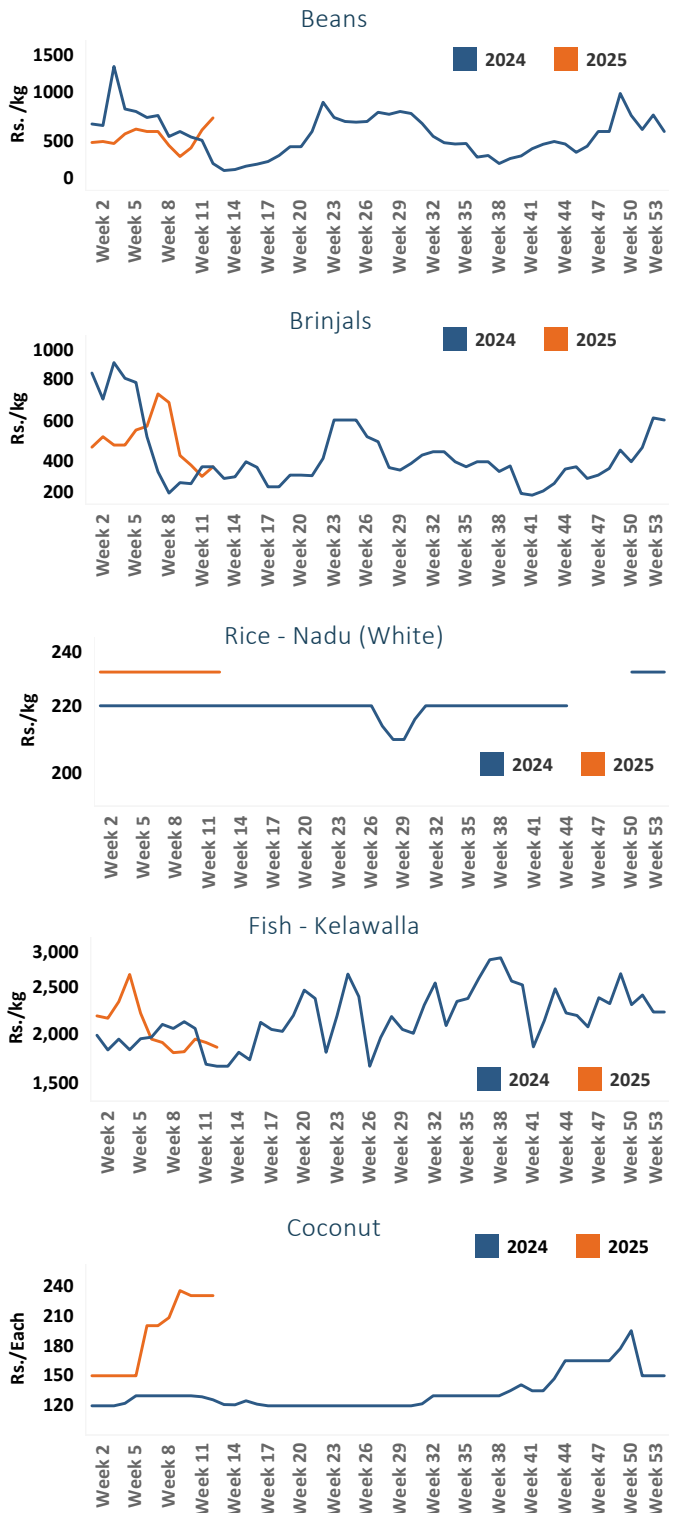 Beans
2024 2025
Rs. /kg
1500
1000
500
0
Week 2 Week 5 Week 8 Week 11 Week 14 Week 17 Week 20 Week 23 Week 26 Week 29 Week 32 Week 35 Week 38 Week 41 Week 44 Week 47 Week 50 Week 53
Brinjals
2024 2025
Rs./kg
1000
800
600
400
200
Week 2 Week 5 Week 8 Week 11 Week 14 Week 17 Week 20 Week 23 Week 26 Week 29 Week 32 Week 35 Week 38 Week 41 Week 44 Week 47 Week 50 Week 53
Rice - Nadu (White)
Rs./kg
240
220
200
2024 2025
Week 2 Week 5 Week 8 Week 11 Week 14 Week 17 Week 20 Week 23 Week 26 Week 29 Week 32 Week 35 Week 38 Week 41 Week 44 Week 47 Week 50 Week 53
Fish - Kelawalla
Rs./kg
3,000
2,500
2,000
1,500
2024 2025
Week 2 Week 5 Week 8 Week 11 Week 14 Week 17 Week 20 Week 23 Week 26 Week 29 Week 32 Week 35 Week 38 Week 41 Week 44 Week 47 Week 50 Week 53
Coconut
2024 2025
Rs./Each
240
210
180
150
120
Week 2 Week 5 Week 8 Week 11 Week 14 Week 17 Week 20 Week 23 Week 26 Week 29 Week 32 Week 35 Week 38 Week 41 Week 44 Week 47 Week 50 Week 53